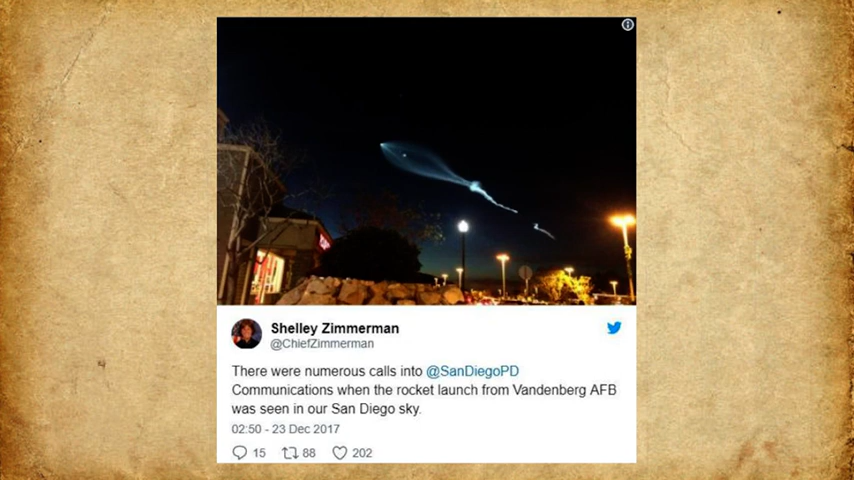 Shelley Zimmerman
@ChiefZimmerman
There were numerous calls into @SanDiegoPD
Communications when the rocket launch from Vandenberg AFB
was seen in our San Diego sky.
02:50 - 23 Dec 2017
15 88 202